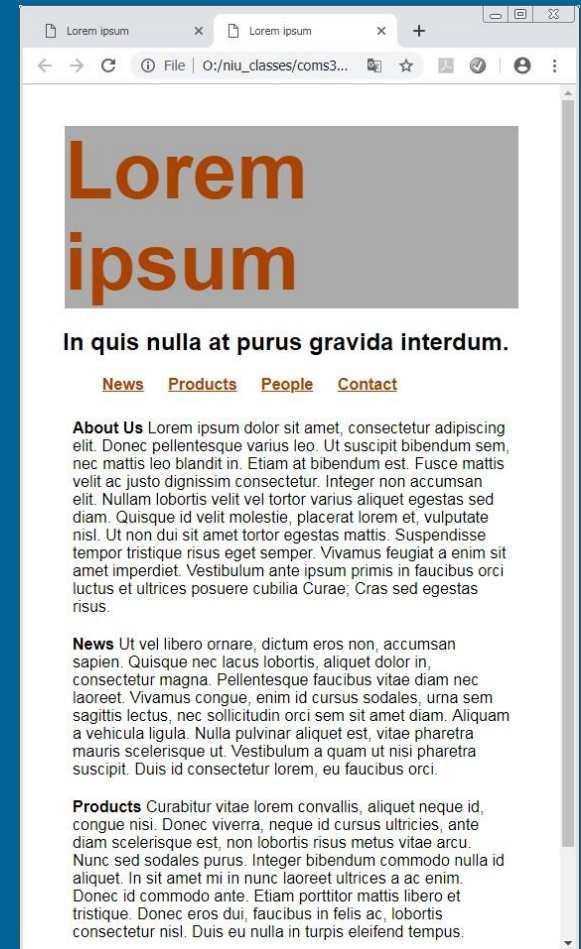 Lorem ipsum
Lorem ipsum
File O:/niu_classes/coms3...
Lorem
ipsum
In quis nulla at purus gravida interdum.
News Products People Contact
About Us Lorem ipsum dolor sit amet, consectetur adipiscing
elit. Donec pellentesque varius leo. Ut suscipit bibendum sem,
nec mattis leo blandit in. Etiam at bibendum est. Fusce mattis
velit ac justo dignissim consectetur. Integer non accumsan
elit. Nullam lobortis velit vel tortor varius aliquet egestas sed
diam. Quisque id velit molestie, placerat lorem et, vulputate
nisl. Ut non dui sit amet tortor egestas mattis. Suspendisse
tempor tristique risus eget semper. Vivamus feugiat a enim sit
amet imperdiet. Vestibulum ante ipsum primis in faucibus orci
luctus et ultrices posuere cubilia Curae; Cras sed egestas
risus.
News Ut vel libero ornare, dictum eros non, accumsan
sapien. Quisque nec lacus lobortis, aliquet dolor in,
consectetur magna. Pellentesque faucibus vitae diam nec
laoreet. Vivamus congue, enim id cursus sodales, urna sem
sagittis lectus, nec sollicitudin orci sem sit amet diam. Aliquam
a vehicula ligula. Nulla pulvinar aliquet est, vitae pharetra
mauris scelerisque ut. Vestibulum a quam ut nisi pharetra
suscipit. Duis id consectetur lorem, eu faucibus orci.
Products Curabitur vitae lorem convallis, aliquet neque id,
congue nisi. Donec viverra, neque id cursus ultricies, ante
diam scelerisque est, non lobortis risus metus vitae arcu.
Nunc sed sodales purus. Integer bibendum commodo nulla id
aliquet. In sit amet mi in nunc laoreet ultrices a ac enim.
Donec id commodo ante. Etiam porttitor mattis libero et
tristique. Donec eros dui, faucibus in felis ac, lobortis
consectetur nisl. Duis eu nulla in turpis eleifend tempus.